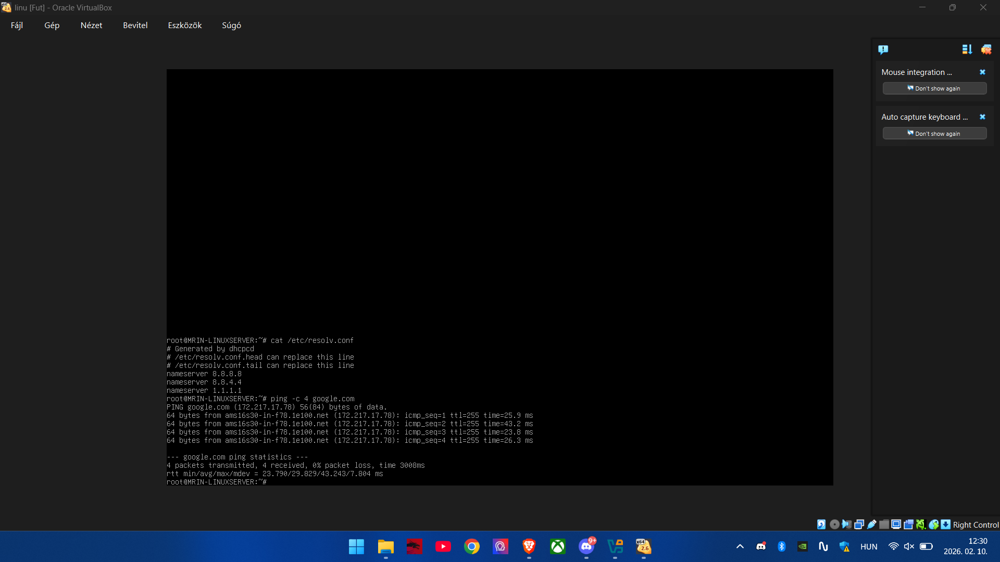 linu [Fut] - Oracle VirtualBox
Fájl Gép Nézet Bevitel Eszközök Súgó
Mouse integration ...
Don't show again
Auto capture keyboard ...
Don't show again
root@MRIN-LINUXSERVER:~# cat /etc/resolv.conf
# Generated by dhcpcd
# /etc/resolv.conf.head can replace this line
# /etc/resolv.conf.tail can replace this line
nameserver 8.8.8.8
nameserver 8.8.4.4
nameserver 1.1.1.1
root@MRIN-LINUXSERVER:~# ping -c 4 google.com
PING google.com (172.217.17.78) 56(84) bytes of data.
64 bytes from ams16s30-in-f78.1e100.net (172.217.17.78): icmp_seq=1 ttl=255 time=25.9 ms
64 bytes from ams16s30-in-f78.1e100.net (172.217.17.78): icmp_seq=2 ttl=255 time=43.2 ms
64 bytes from ams16s30-in-f78.1e100.net (172.217.17.78): icmp_seq=3 ttl=255 time=23.8 ms
64 bytes from ams16s30-in-f78.1e100.net (172.217.17.78): icmp_seq=4 ttl=255 time=26.3 ms
--- google.com ping statistics ---
4 packets transmitted, 4 received, 0% packet loss, time 3008ms
rtt min/avg/max/mdev = 23.790/29.829/43.243/7.804 ms
root@MRIN-LINUXSERVER:~#
Right Control
x64
2.6
9+
HUN
12:30
2026. 02. 10.